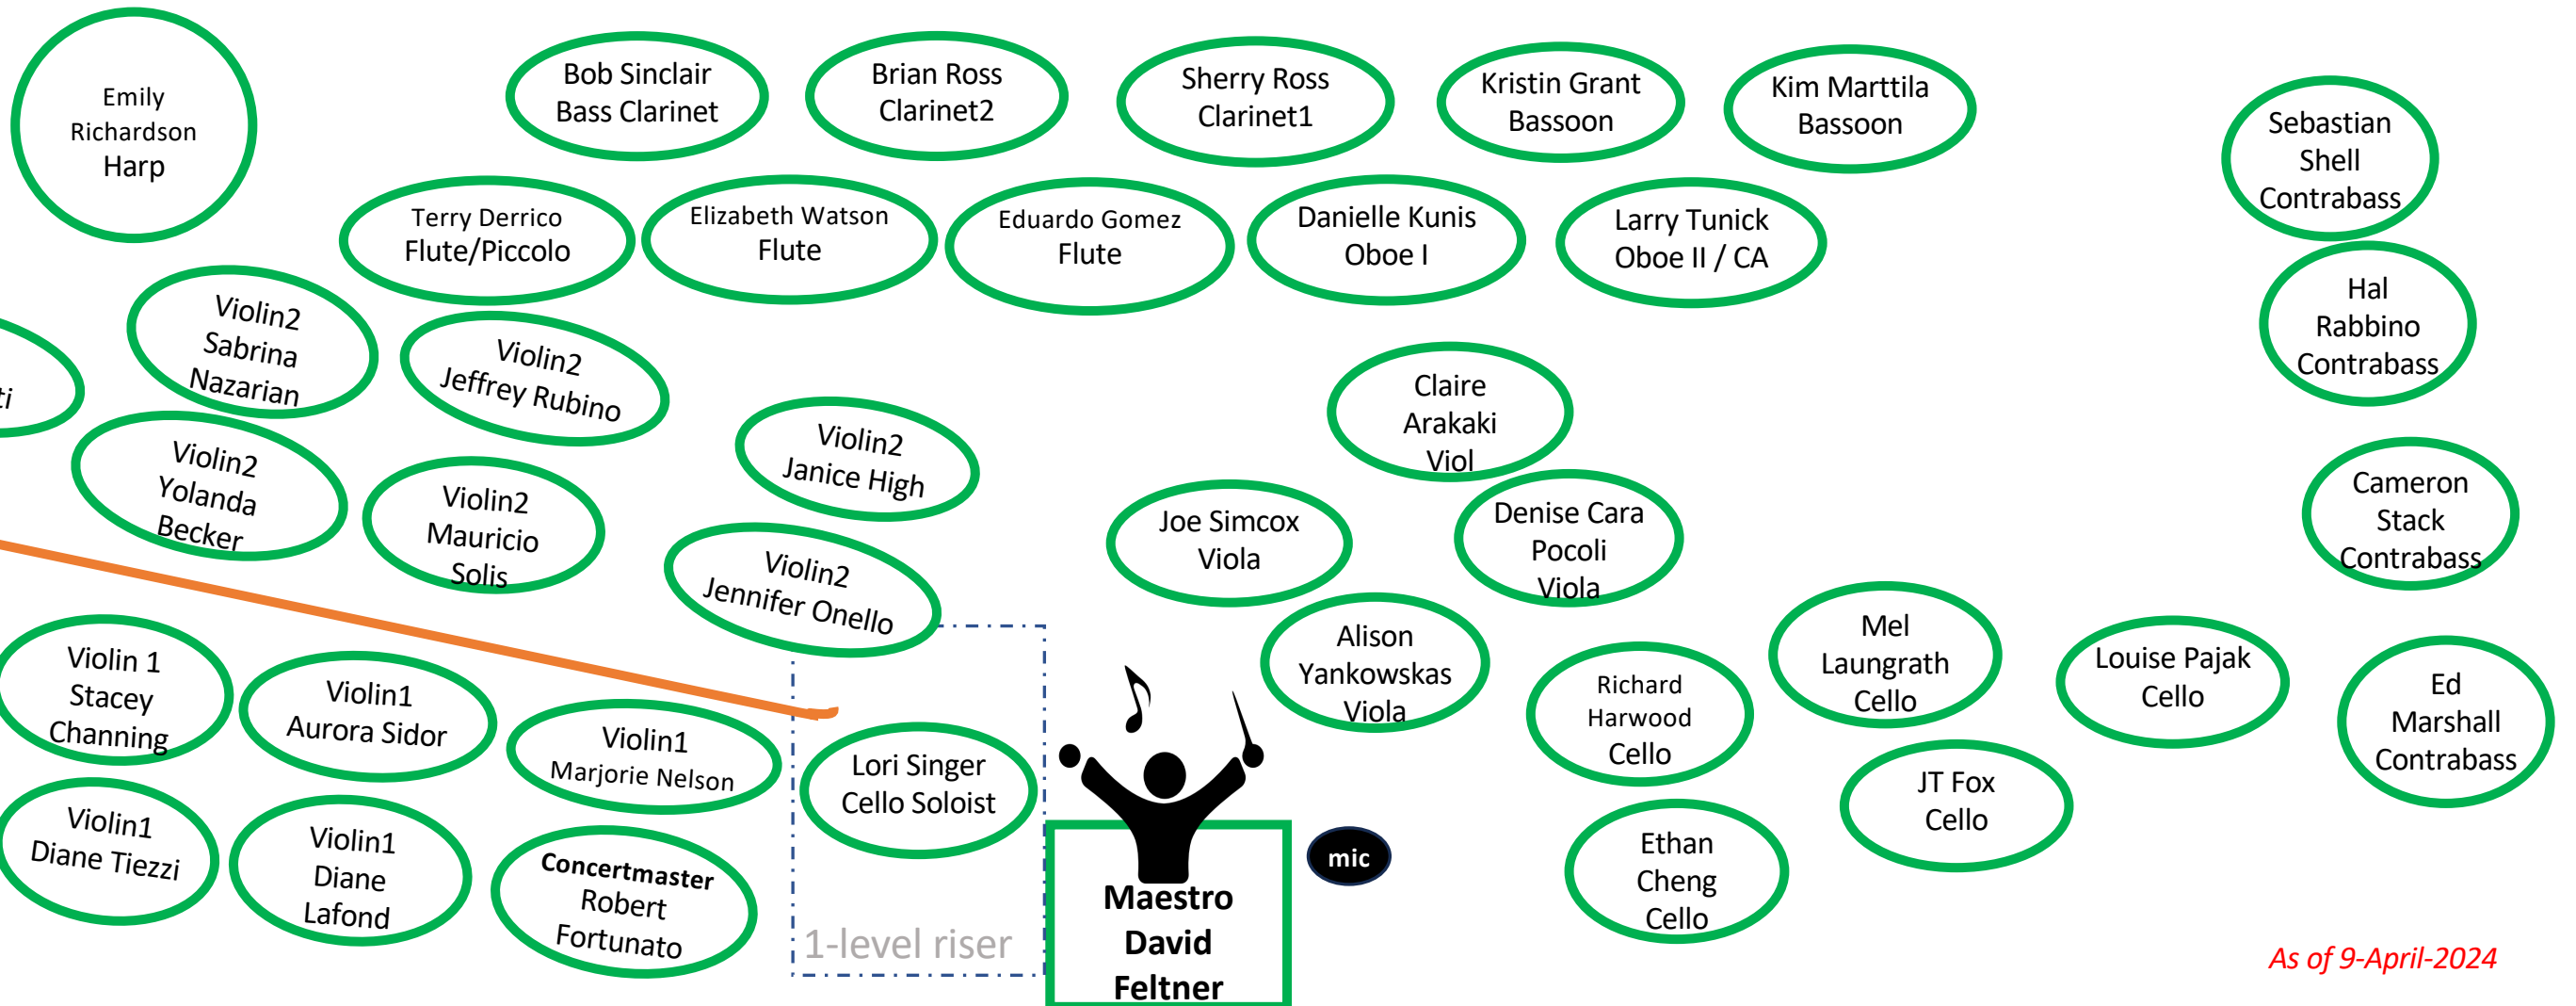 Emily
Richardson
Harp
Bob Sinclair
Bass Clarinet
Brian Ross
Clarinet2
Sherry Ross
Clarinet1
Kristin Grant
Bassoon
Kim Marttila
Bassoon
Sebastian
Shell
Contrabass
Terry Derrico
Flute/Piccolo
Elizabeth Watson
Flute
Eduardo Gomez
Flute
Danielle Kunis
Oboe I
Larry Tunick
Oboe II / CA
Hal
Rabbino
Contrabass
ti
Violin2
Sabrina
Nazarian
Violin2
Jeffrey Rubino
Violin2
Janice High
Claire
Arakaki
Viol
Violin2
Yolanda
Becker
Violin2
Mauricio
Solis
Violin2
Jennifer Onello
Joe Simcox
Viola
Denise Cara
Pocoli
Viola
Cameron
Stack
Contrabass
Alison
Yankowskas
Viola
Richard
Harwood
Cello
Mel
Laungrath
Cello
Louise Pajak
Cello
Ed
Marshall
Contrabass
Violin 1
Stacey
Channing
Violin1
Aurora Sidor
Violin1
Marjorie Nelson
Lori Singer
Cello Soloist
JT Fox
Cello
Violin1
Diane Tiezzi
Violin1
Diane
Lafond
Concertmaster
Robert
Fortunato
1-level riser
Maestro
David
Feltner
mic
Ethan
Cheng
Cello
As of 9-April-2024